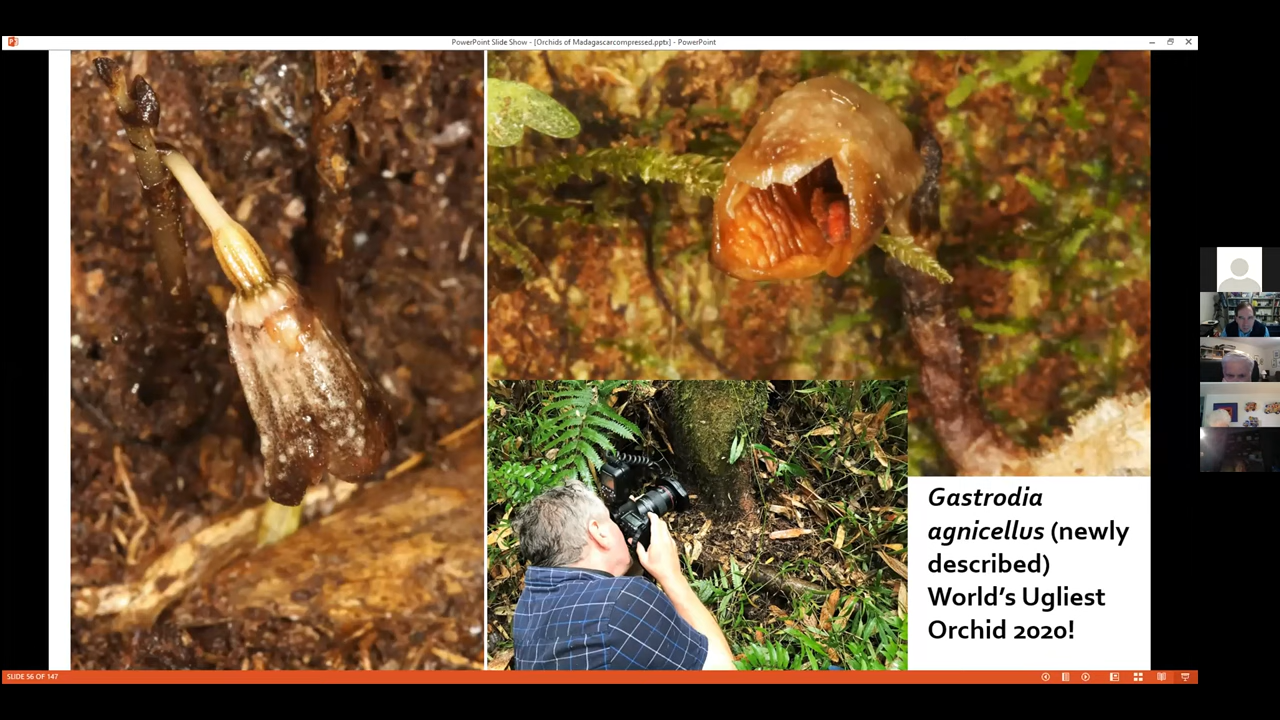 PowerPoint Slide Show - [Orchids of Madagascarcompressed.pptx] - PowerPoint
Gastrodia
agnicellus (newly
described)
World's Ugliest
Orchid 2020!
SLIDE 56 OF 147